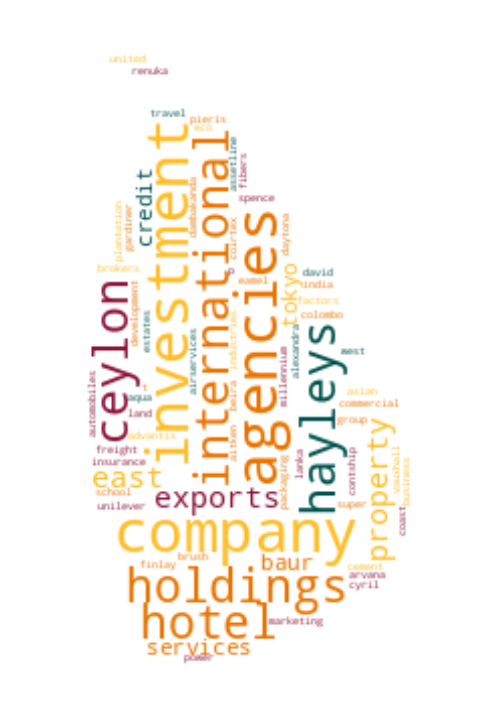 united
renuka
travel
pieris
eco
investment
international
assetline
fibers
credit
dambakanda
spence
plantation
gardiner
agencies
coirtex
daytona
brokers
p
eamel
tokyo
david
india
factors
colombo
ceylon
development
estates
airservices
industries
millennium
alexandra
hayleys
west
automobiles
t
aqua
land
beira
asian
commercial
group
advantis
aitken
property
freight
insurance
east
lanka
contship
vauxhall
business
school
unilever
exports
packaging
super
coast
company
brush
finlay
baur
cement
arvana
cyril
holdings
hotel
marketing
services
power